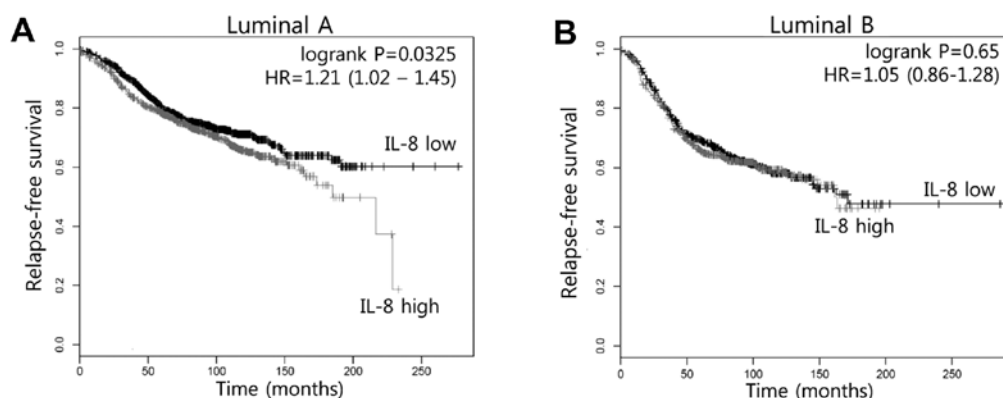 A
Luminal A
logrank P=0.0325
HR=1.21 (1.02 – 1.45)
Relapse-free survival
1.0
0.8
0.6
0.4
0.2
0.0
IL-8 low
IL-8 high
0 50 100 150 200 250
Time (months)
B
Luminal B
logrank P=0.65
HR=1.05 (0.86-1.28)
Relapse-free survival
1.0
0.8
0.6
0.4
0.2
0.0
IL-8 low
IL-8 high
0 50 100 150 200 250
Time (months)